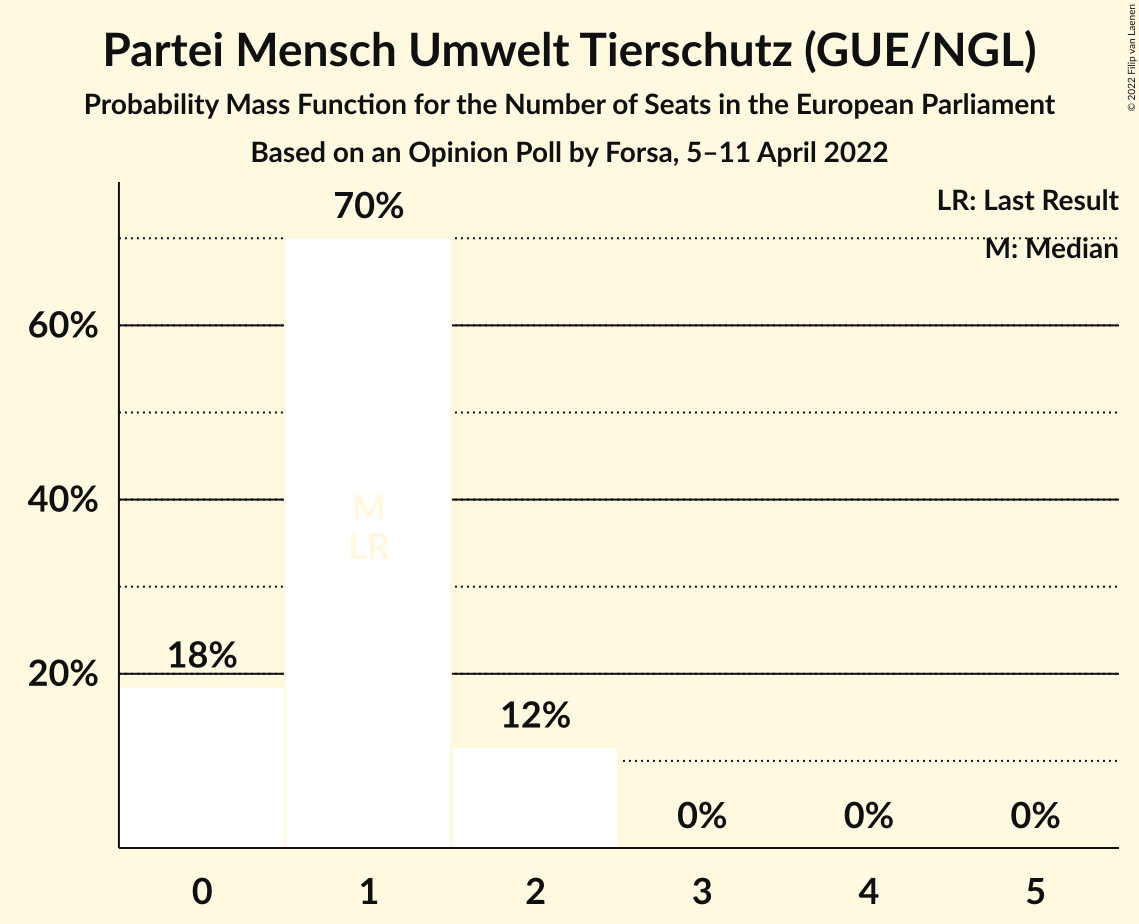 Partei Mensch Umwelt Tierschutz (GUE/NGL)
Probability Mass Function for the Number of Seats in the European Parliament
Based on an Opinion Poll by Forsa, 5–11 April 2022
© 2022 Filip van Laenen
LR: Last Result
M: Median
70%
60%
40%
M
LR
18%
20%
12%
0% 0% 0%
0 1 2 3 4 5